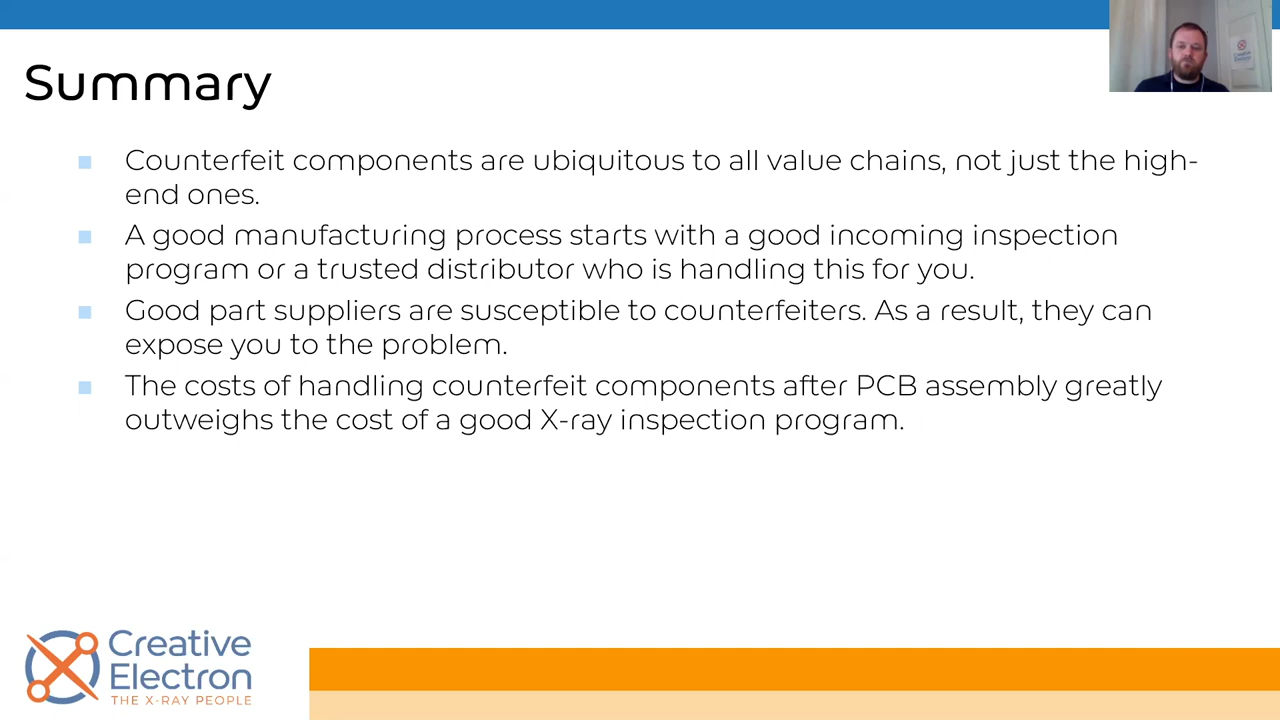 Summary
Creative
Electron
Counterfeit components are ubiquitous to all value chains, not just the high-
end ones.
A good manufacturing process starts with a good incoming inspection
program or a trusted distributor who is handling this for you.
Good part suppliers are susceptible to counterfeiters. As a result, they can
expose you to the problem.
The costs of handling counterfeit components after PCB assembly greatly
outweighs the cost of a good X-ray inspection program.
Creative
Electron
THE X-RAY PEOPLE